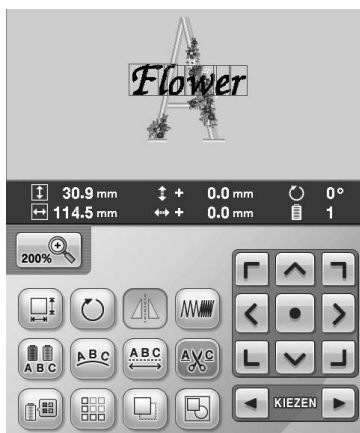 A
Flower
30.9 mm + 0.0 mm 0°
114.5 mm + 0.0 mm 1
200%
ABC ABC ABC AC
KIEZEN